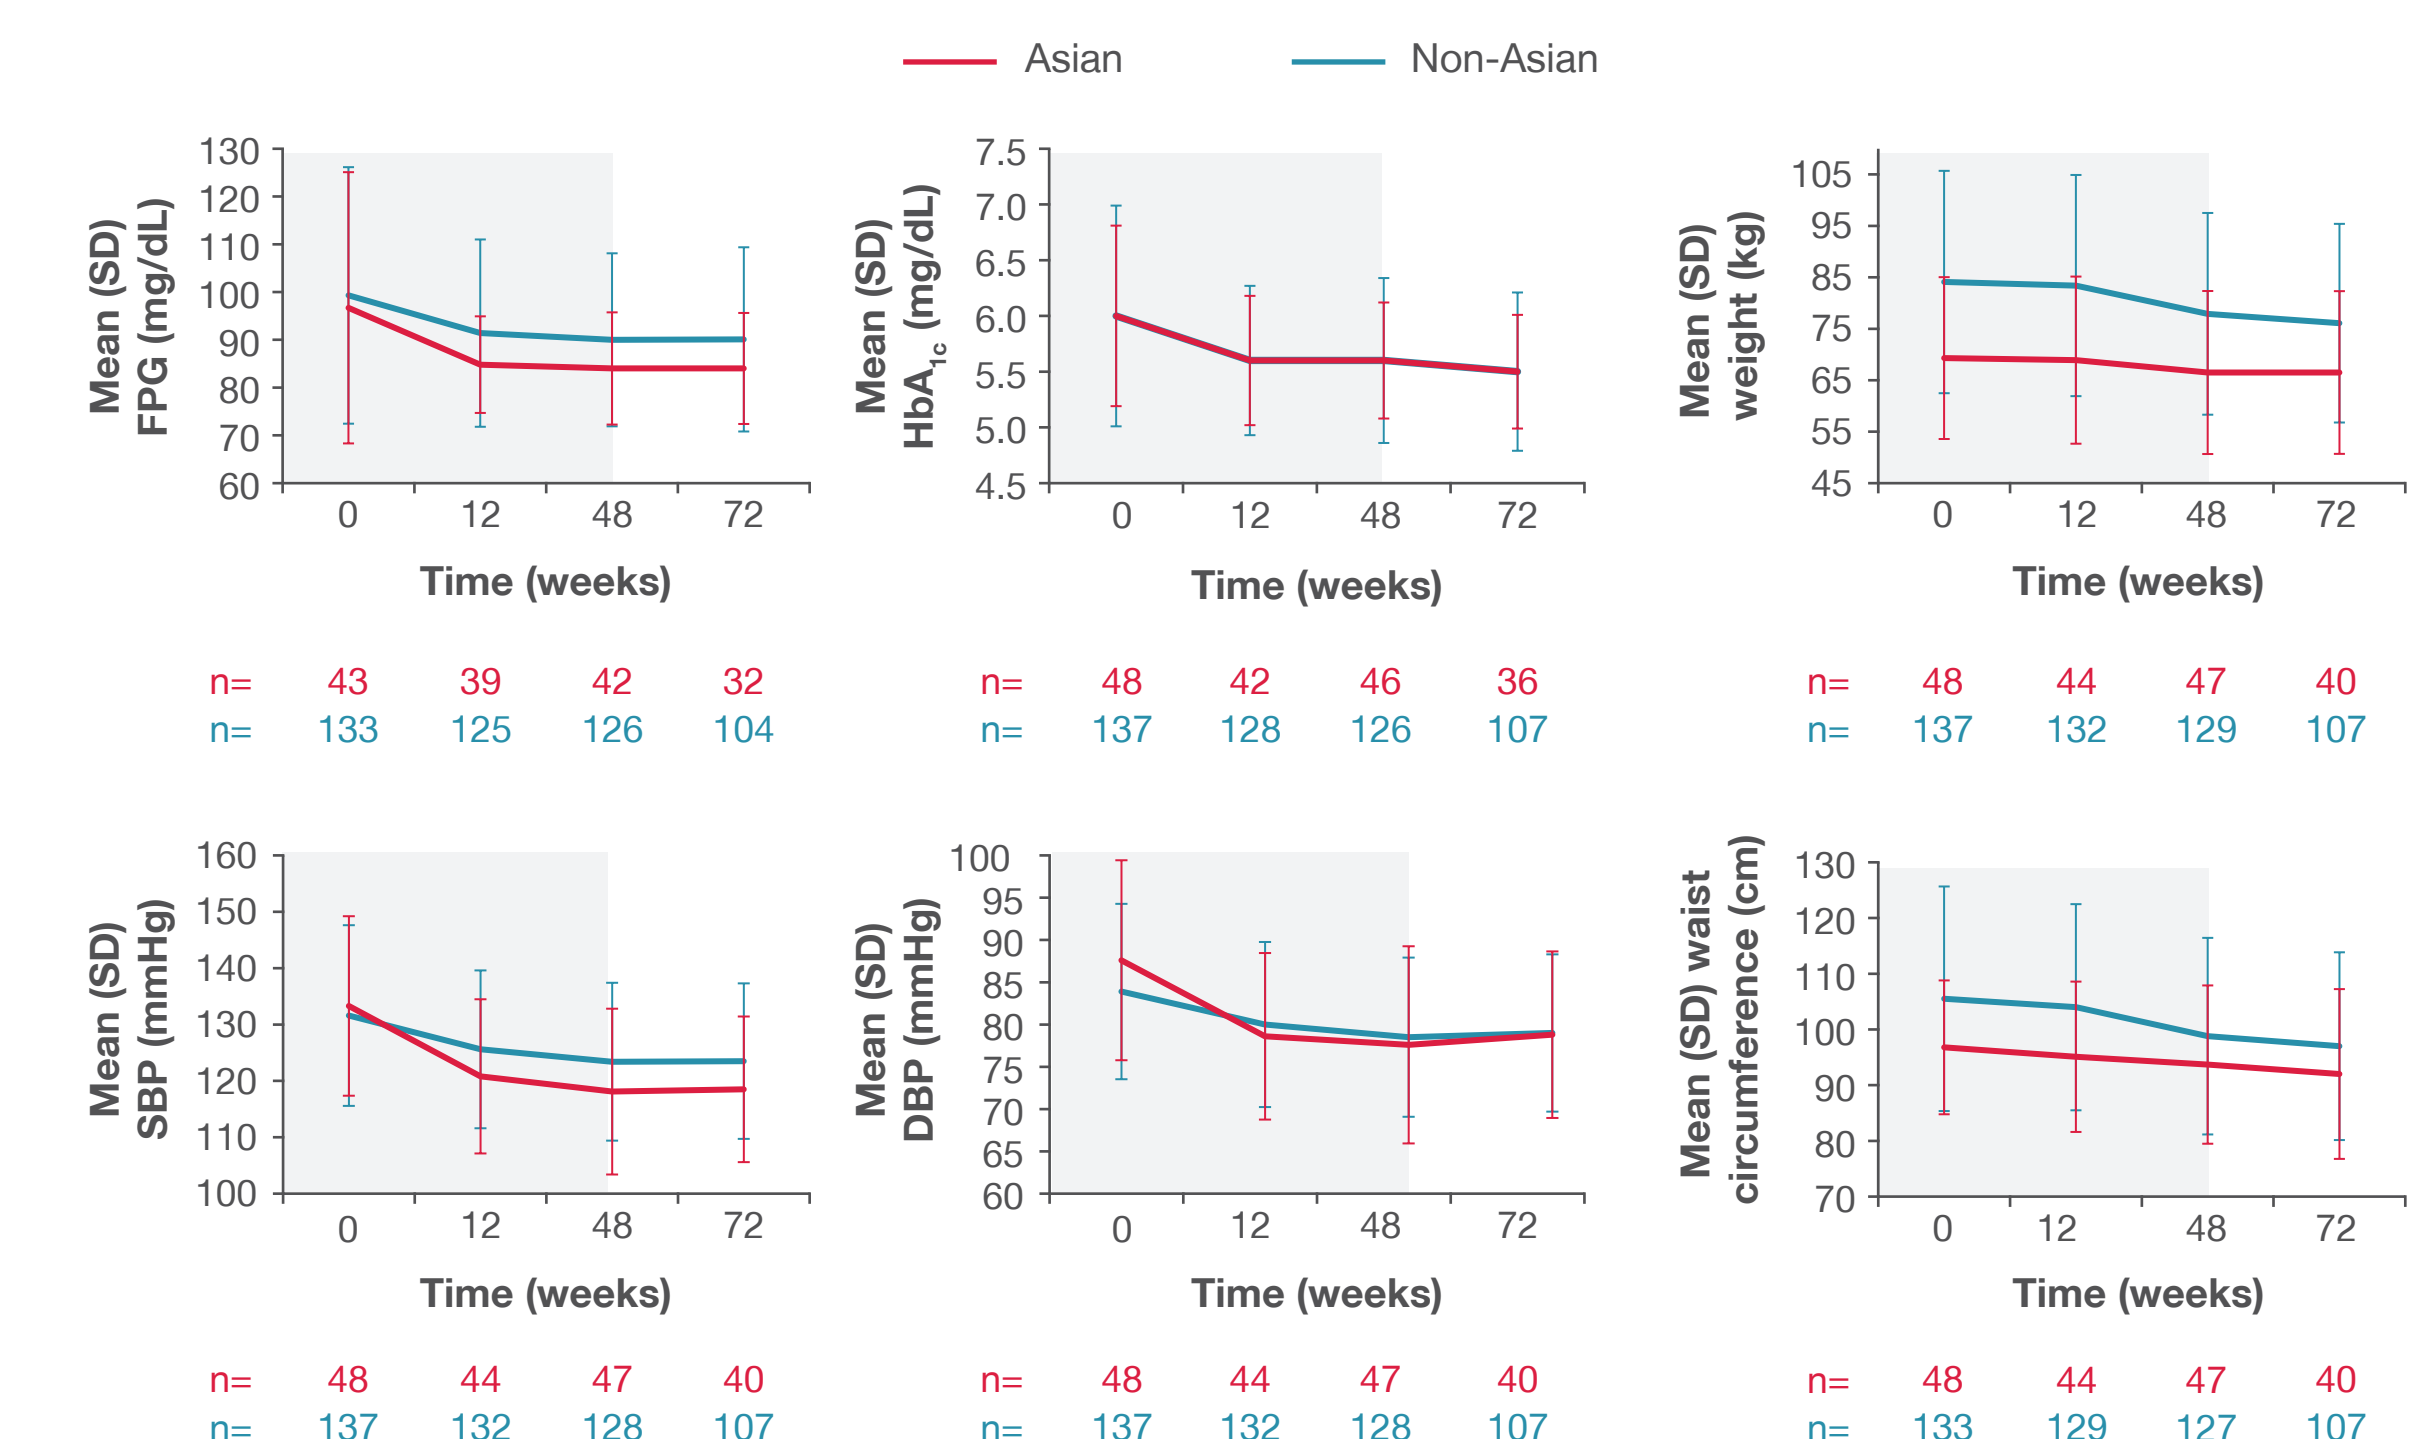 Asian Non-Asian
Mean (SD)
FPG (mg/dL)
130
120
110
100
90
80
70
60
0 12 48 72
Time (weeks)
n= 43 39 42 32
n= 133 125 126 104
Mean (SD)
HbA1c (mg/dL)
7.5
7.0
6.5
6.0
5.5
5.0
4.5
0 12 48 72
Time (weeks)
n= 48 42 46 36
n= 137 128 126 107
Mean (SD)
weight (kg)
105
95
85
75
65
55
45
0 12 48 72
Time (weeks)
n= 48 44 47 40
n= 137 132 129 107
Mean (SD)
SBP (mmHg)
160
150
140
130
120
110
100
0 12 48 72
Time (weeks)
n= 48 44 47 40
n= 137 132 128 107
Mean (SD)
DBP (mmHg)
100
95
90
85
80
75
70
65
60
0 12 48 72
Time (weeks)
n= 48 44 47 40
n= 137 132 128 107
Mean (SD) waist
circumference (cm)
130
120
110
100
90
80
70
0 12 48 72
Time (weeks)
n= 48 44 47 40
n= 133 129 127 107